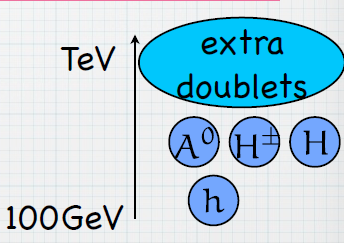 TeV
extra
doublets
A⁰ H± H
h
100GeV